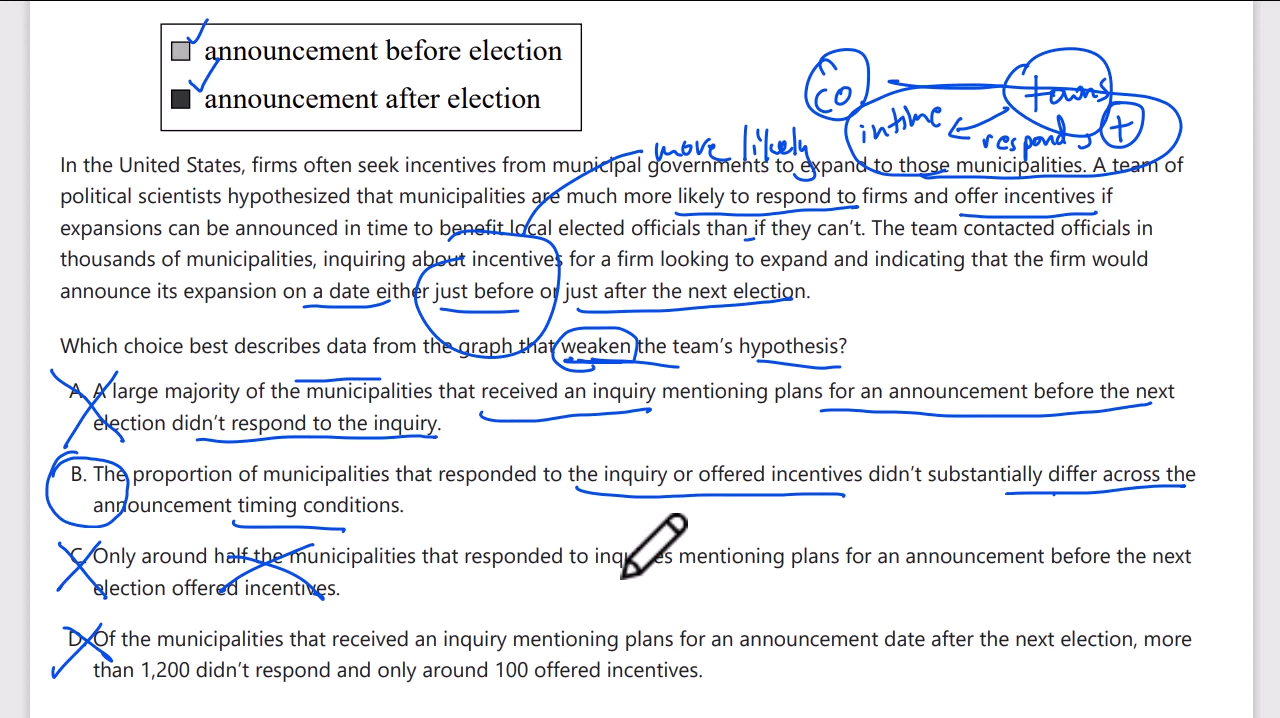 announcement before election
announcement after election
co
towns
intime
respond
+
more likely
In the United States, firms often seek incentives from municipal governments to expand to those municipalities. A team of
political scientists hypothesized that municipalities are much more likely to respond to firms and offer incentives if
expansions can be announced in time to benefit local elected officials than if they can't. The team contacted officials in
thousands of municipalities, inquiring about incentives for a firm looking to expand and indicating that the firm would
announce its expansion on a date either just before or just after the next election.
Which choice best describes data from the graph that weaken the team's hypothesis?
A. A large majority of the municipalities that received an inquiry mentioning plans for an announcement before the next
election didn't respond to the inquiry.
B. The proportion of municipalities that responded to the inquiry or offered incentives didn't substantially differ across the
announcement timing conditions.
C. Only around half the municipalities that responded to inquiries mentioning plans for an announcement before the next
election offered incentives.
D. Of the municipalities that received an inquiry mentioning plans for an announcement date after the next election, more
than 1,200 didn't respond and only around 100 offered incentives.